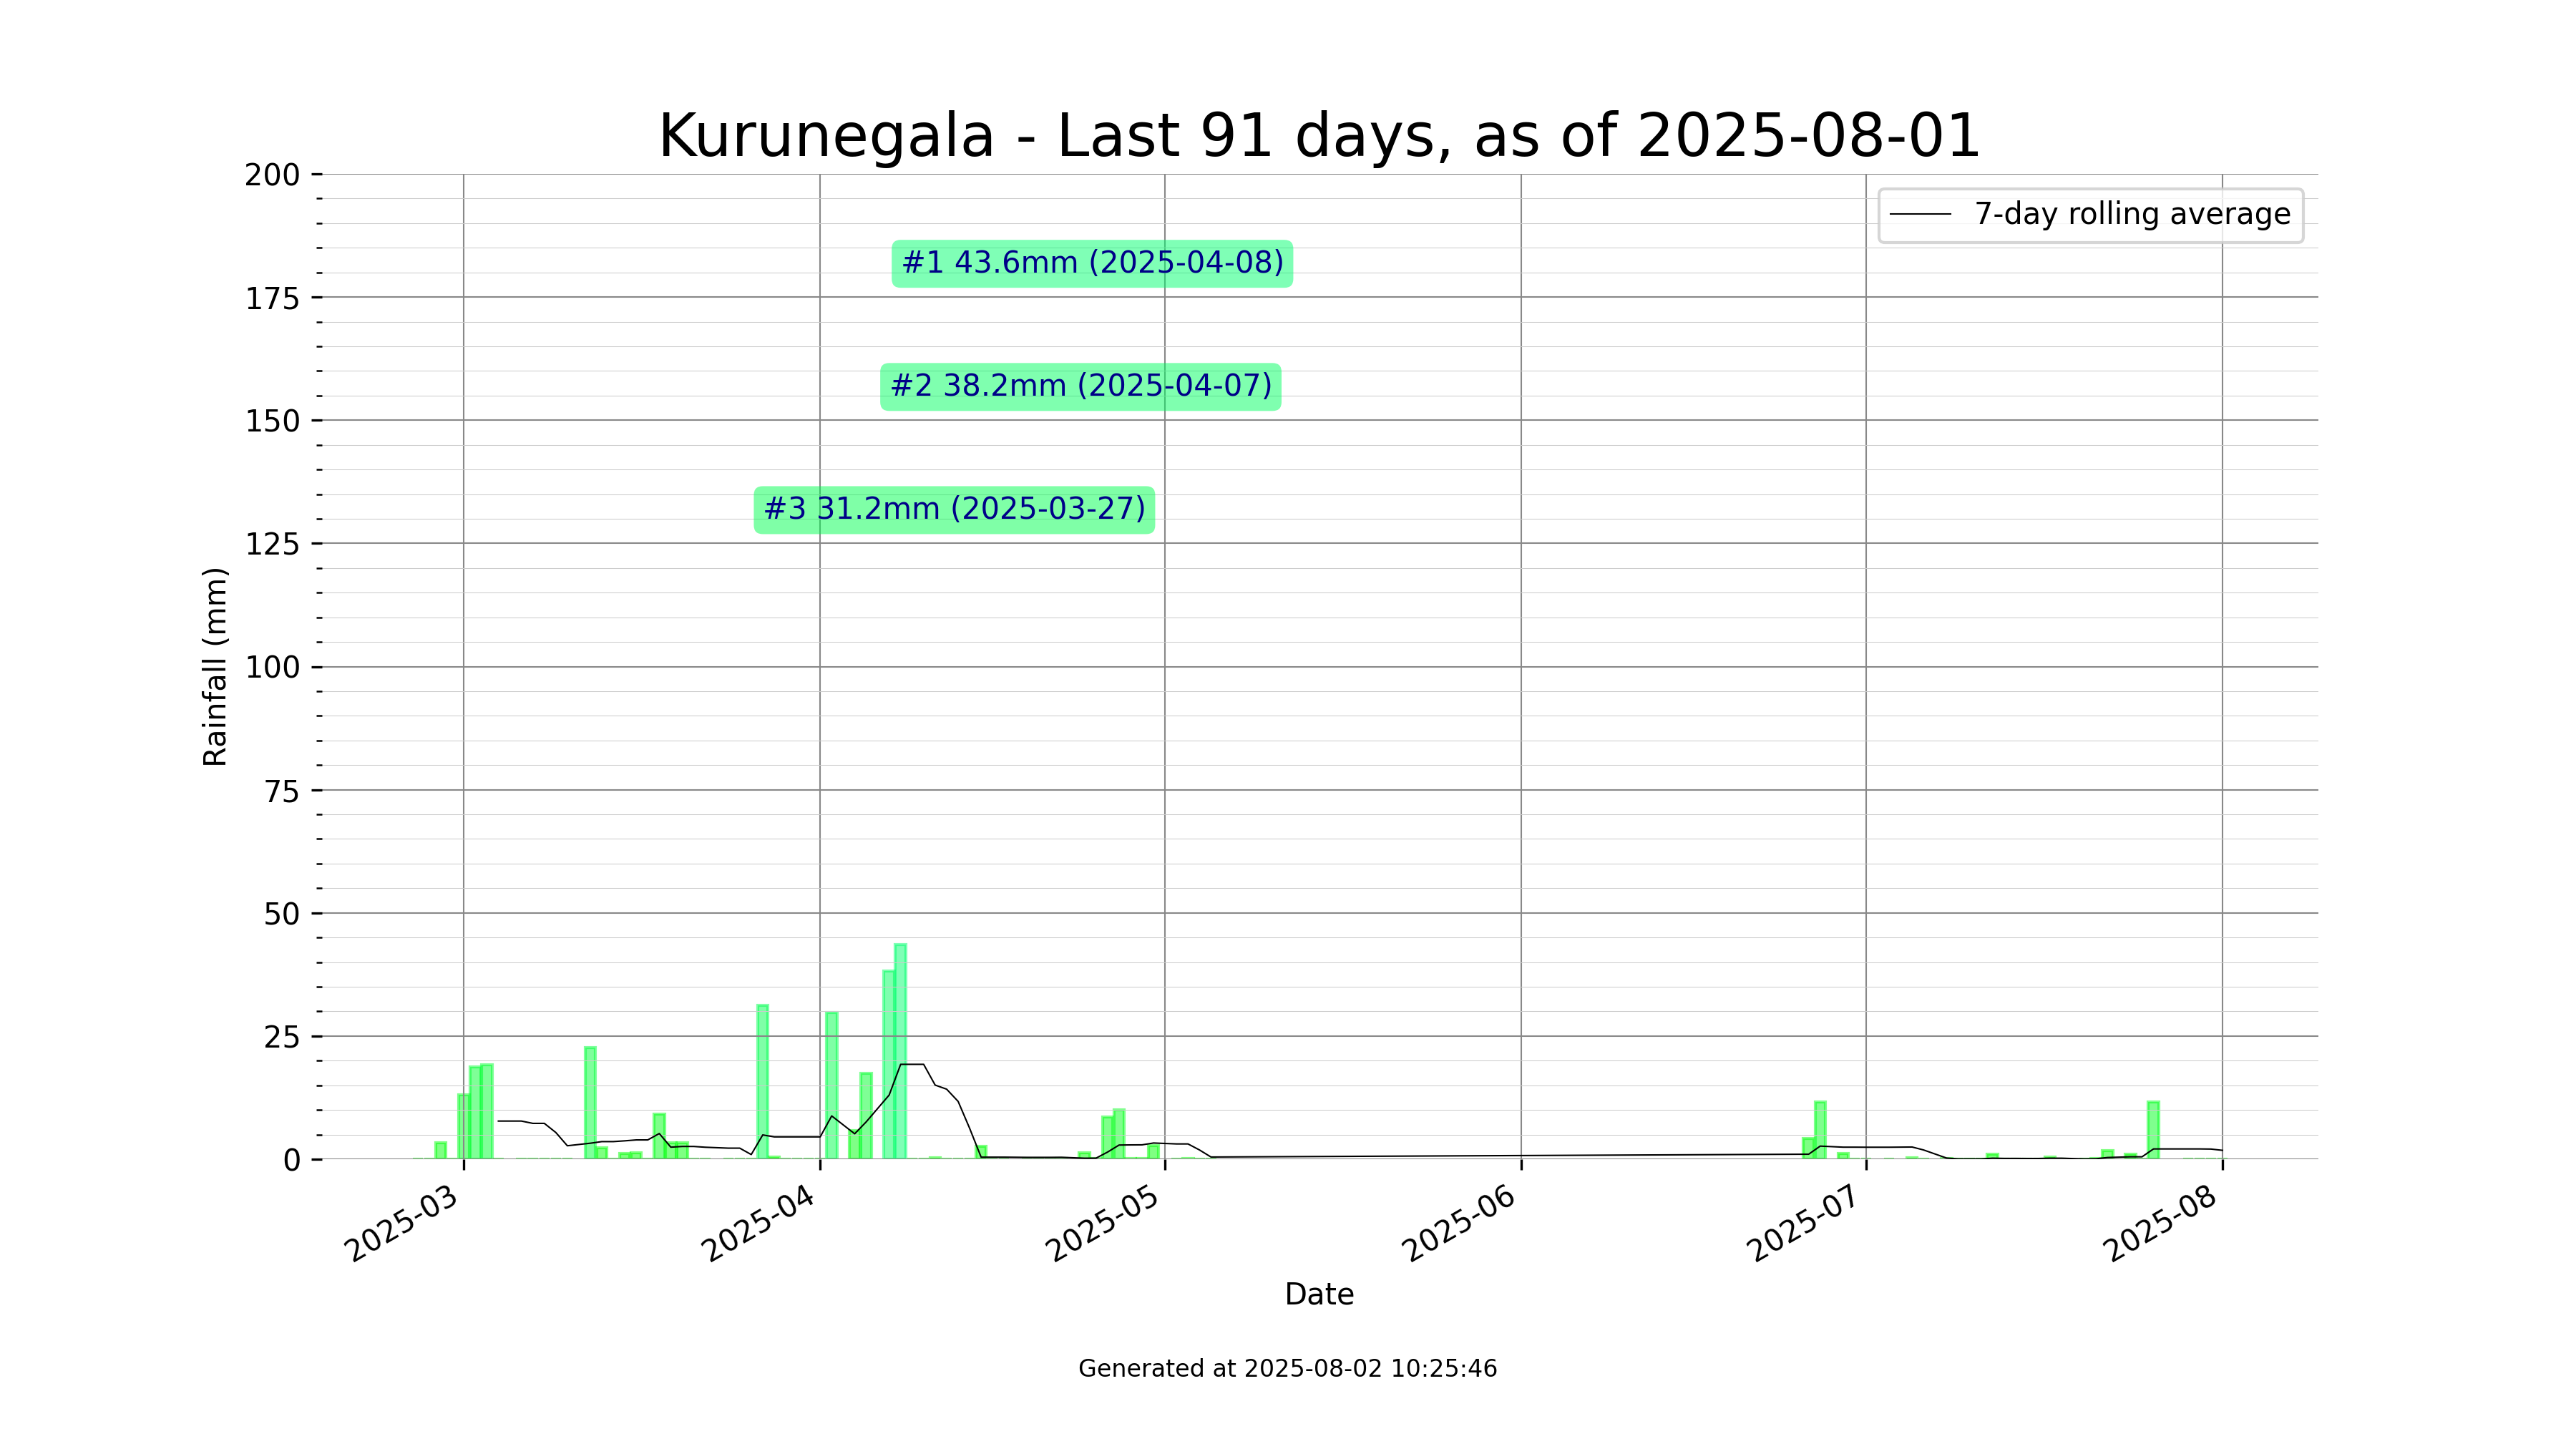 Kurunegala - Last 91 days, as of 2025-08-01
200
175
150
125
100
75
50
25
0
Rainfall (mm)
7-day rolling average
#1 43.6mm (2025-04-08)
#2 38.2mm (2025-04-07)
#3 31.2mm (2025-03-27)
2025-03
2025-04
2025-05
2025-06
2025-07
2025-08
Date
Generated at 2025-08-02 10:25:46